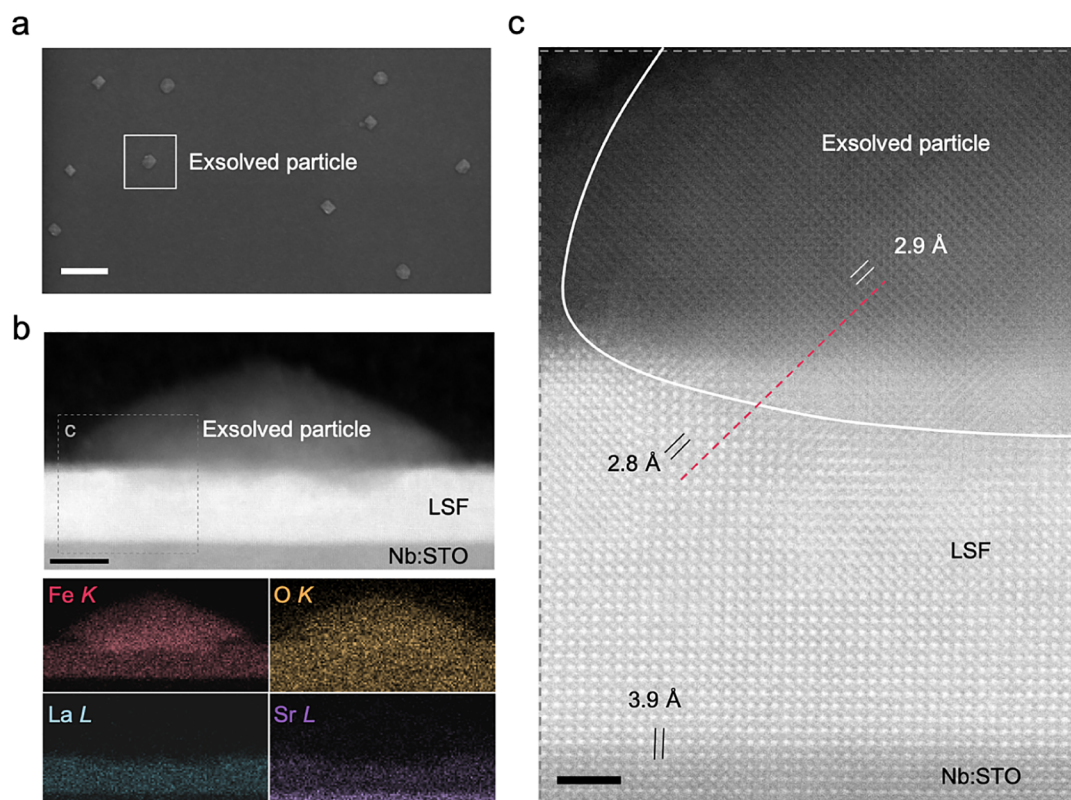 a
Exsolved particle
b
c
Exsolved particle
LSF
Nb:STO
Fe K
O K
La L
Sr L
c
Exsolved particle
2.9 Å
2.8 Å
LSF
3.9 Å
Nb:STO